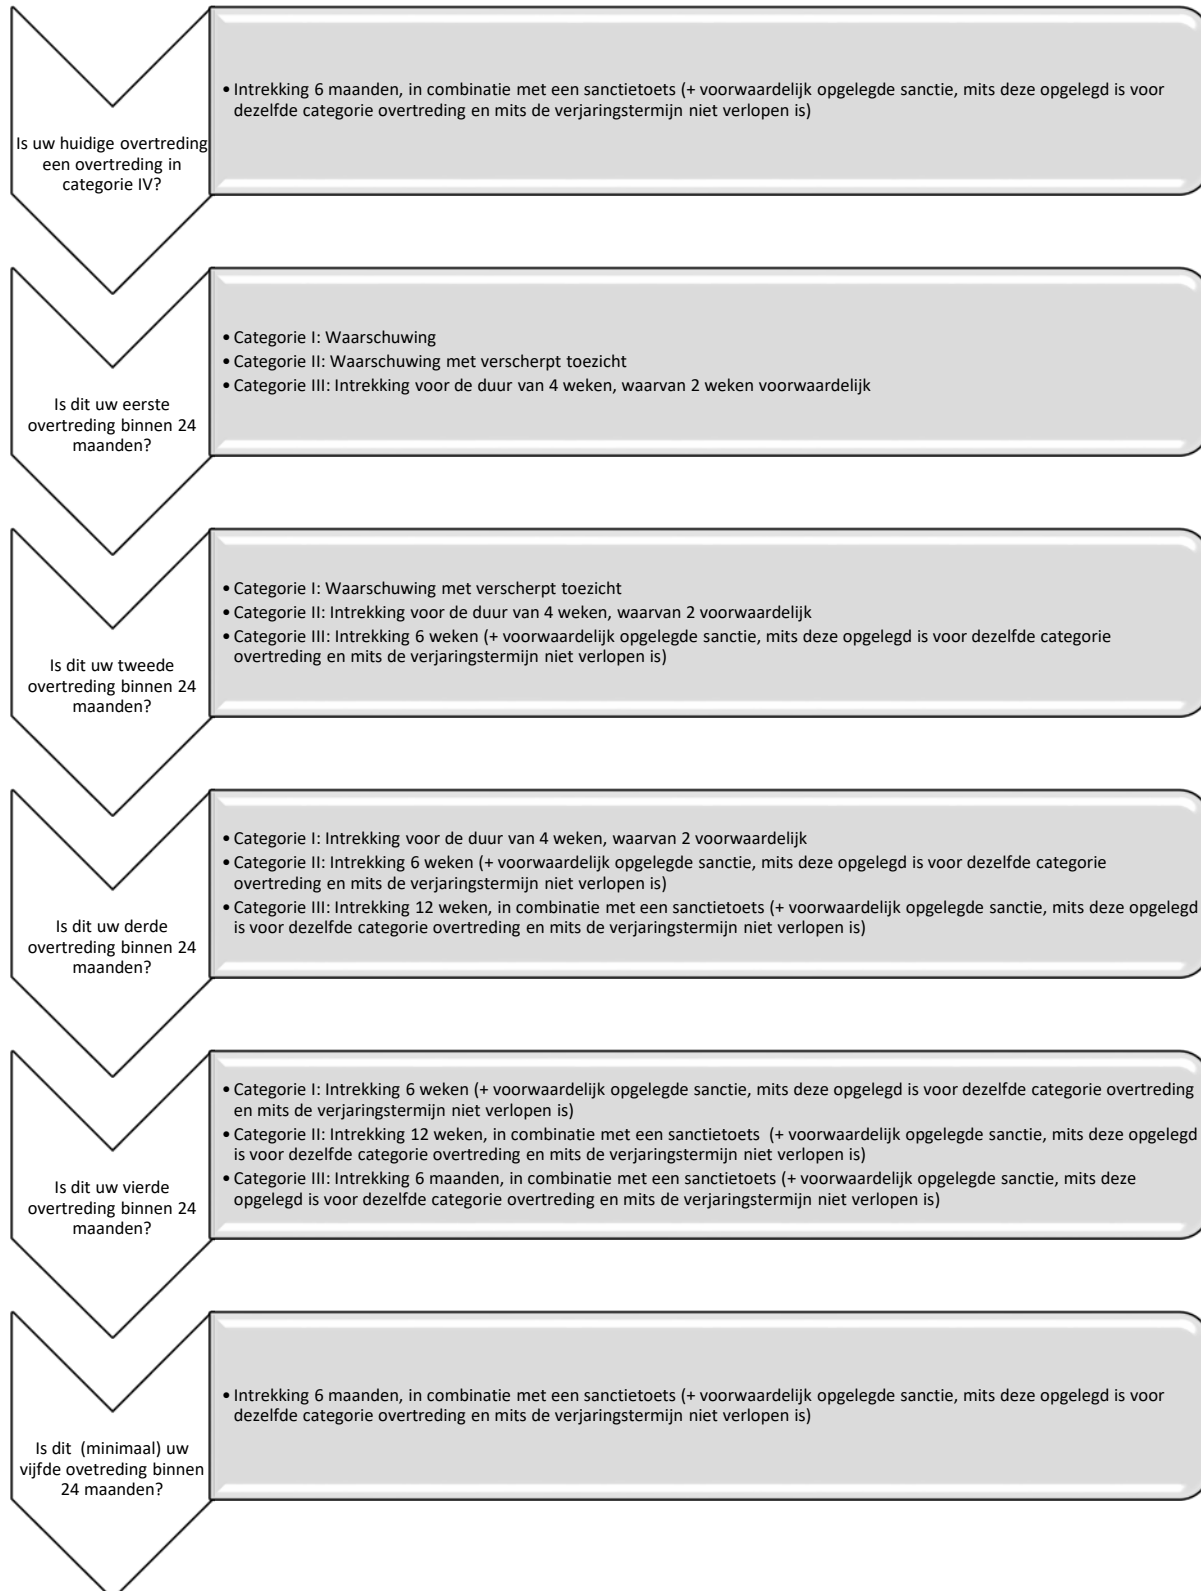 Is uw huidige overtreding
een overtreding in
categorie IV?
• Intrekking 6 maanden, in combinatie met een sanctietoets (+ voorwaardelijk opgelegde sanctie, mits deze opgelegd is voor
dezelfde categorie overtreding en mits de verjaringstermijn niet verlopen is)
Is dit uw eerste
overtreding binnen 24
maanden?
• Categorie I: Waarschuwing
• Categorie II: Waarschuwing met verscherpt toezicht
• Categorie III: Intrekking voor de duur van 4 weken, waarvan 2 weken voorwaardelijk
Is dit uw tweede
overtreding binnen 24
maanden?
• Categorie I: Waarschuwing met verscherpt toezicht
• Categorie II: Intrekking voor de duur van 4 weken, waarvan 2 voorwaardelijk
• Categorie III: Intrekking 6 weken (+ voorwaardelijk opgelegde sanctie, mits deze opgelegd is voor dezelfde categorie
overtreding en mits de verjaringstermijn niet verlopen is)
Is dit uw derde
overtreding binnen 24
maanden?
• Categorie I: Intrekking voor de duur van 4 weken, waarvan 2 voorwaardelijk
• Categorie II: Intrekking 6 weken (+ voorwaardelijk opgelegde sanctie, mits deze opgelegd is voor dezelfde categorie
overtreding en mits de verjaringstermijn niet verlopen is)
• Categorie III: Intrekking 12 weken, in combinatie met een sanctietoets (+ voorwaardelijk opgelegde sanctie, mits deze opgelegd
is voor dezelfde categorie overtreding en mits de verjaringstermijn niet verlopen is)
Is dit uw vierde
overtreding binnen 24
maanden?
• Categorie I: Intrekking 6 weken (+ voorwaardelijk opgelegde sanctie, mits deze opgelegd is voor dezelfde categorie overtreding
en mits de verjaringstermijn niet verlopen is)
• Categorie II: Intrekking 12 weken, in combinatie met een sanctietoets (+ voorwaardelijk opgelegde sanctie, mits deze opgelegd
is voor dezelfde categorie overtreding en mits de verjaringstermijn niet verlopen is)
• Categorie III: Intrekking 6 maanden, in combinatie met een sanctietoets (+ voorwaardelijk opgelegde sanctie, mits deze
opgelegd is voor dezelfde categorie overtreding en mits de verjaringstermijn niet verlopen is)
Is dit (minimaal) uw
vijfde ovetreding binnen
24 maanden?
• Intrekking 6 maanden, in combinatie met een sanctietoets (+ voorwaardelijk opgelegde sanctie, mits deze opgelegd is voor
dezelfde categorie overtreding en mits de verjaringstermijn niet verlopen is)